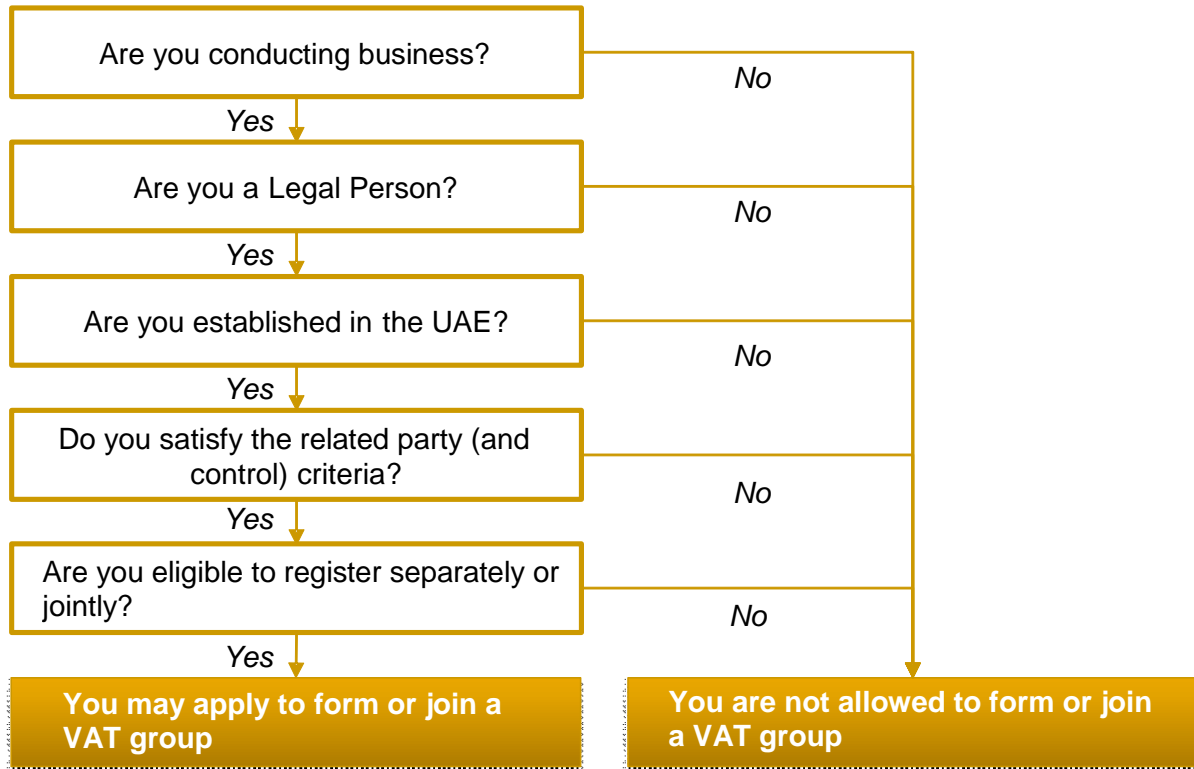 Are you conducting business?
No
Yes
Are you a Legal Person?
No
Yes
Are you established in the UAE?
No
Yes
Do you satisfy the related party (and
control) criteria?
No
Yes
Are you eligible to register separately or
jointly?
No
Yes
You may apply to form or join a
VAT group
You are not allowed to form or join
a VAT group